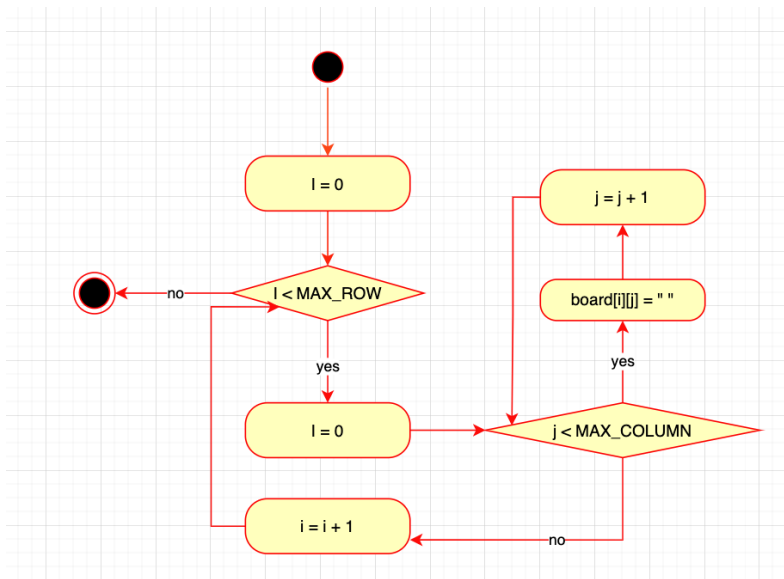 I = 0
I < MAX_ROW
no
yes
I = 0
j < MAX_COLUMN
yes
board[i][j] = " "
j = j + 1
no
i = i + 1